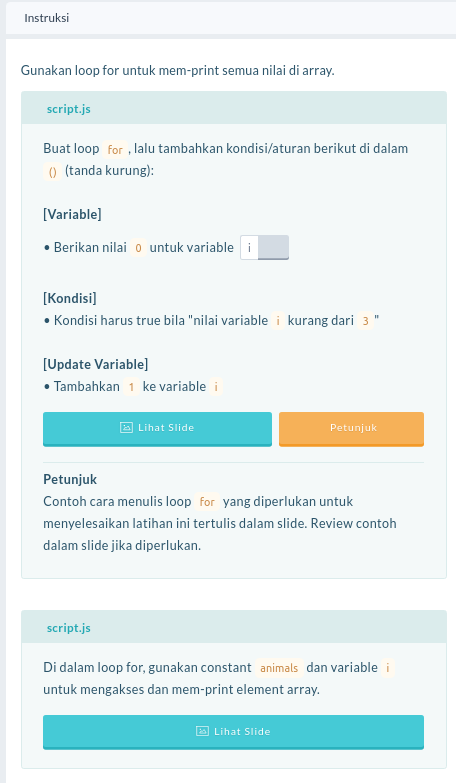 Instruksi
Gunakan loop for untuk mem-print semua nilai di array.
script.js
Buat loop for , lalu tambahkan kondisi/aturan berikut di dalam
() (tanda kurung):
[Variable]
• Berikan nilai 0 untuk variable i
[Kondisi]
• Kondisi harus true bila "nilai variable i kurang dari 3 "
[Update Variable]
• Tambahkan 1 ke variable i
Lihat Slide
Petunjuk
Petunjuk
Contoh cara menulis loop for yang diperlukan untuk
menyelesaikan latihan ini tertulis dalam slide. Review contoh
dalam slide jika diperlukan.
script.js
Di dalam loop for, gunakan constant animals dan variable i
untuk mengakses dan mem-print element array.
Lihat Slide